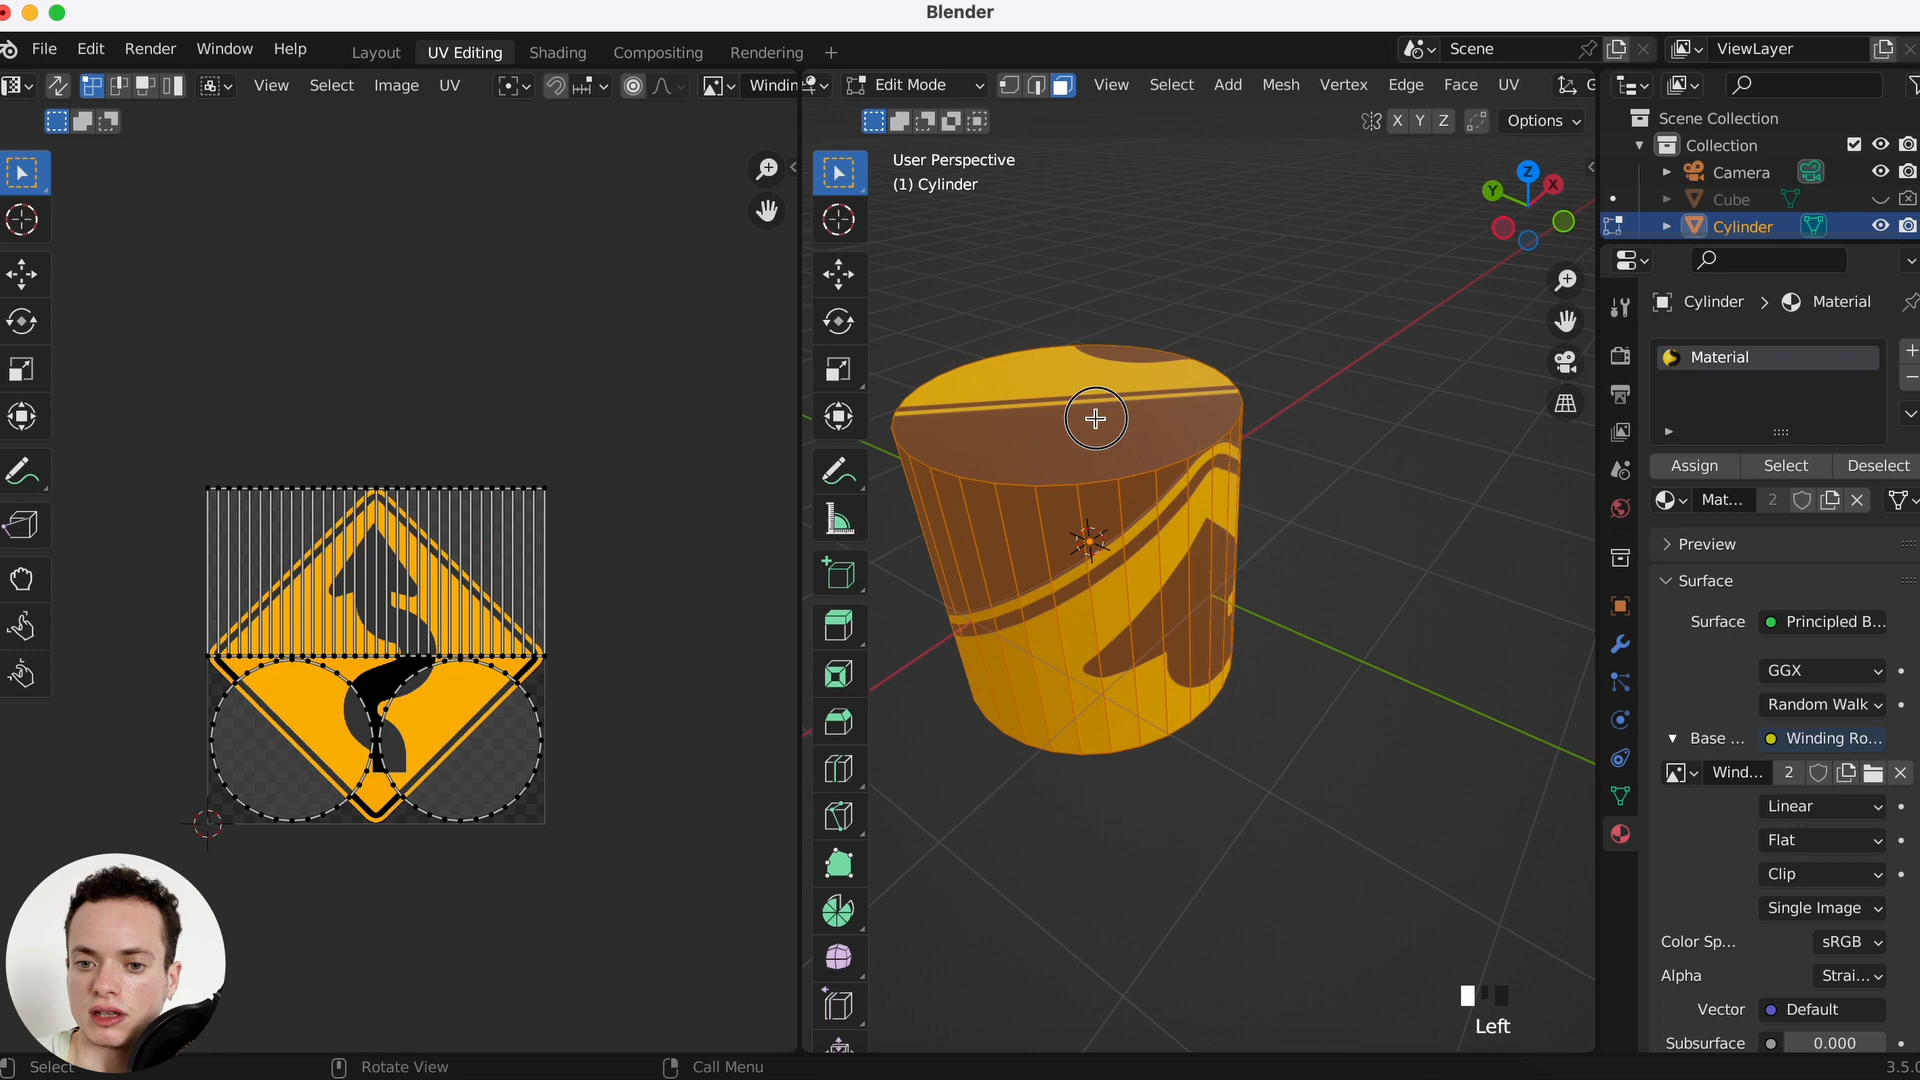 Blender
File Edit Render Window Help
Layout UV Editing Shading Compositing Rendering +
Scene
ViewLayer
View Select Image UV
Windin
Edit Mode
View Select Add Mesh Vertex Edge Face UV
X Y Z
Options
User Perspective
(1) Cylinder
Z
Y
X
Scene Collection
Collection
Camera
Cube
Cylinder
Cylinder > Material
Material
Assign Select Deselect
Mat... 2
Preview
Surface
Surface Principled B...
GGX
Random Walk
Base ... Winding Ro...
Wind... 2
Linear
Flat
Clip
Single Image
Color Sp... sRGB
Alpha Strai...
Vector Default
Subsurface 0.000
Left
Select
Rotate View
Call Menu
3.5.0